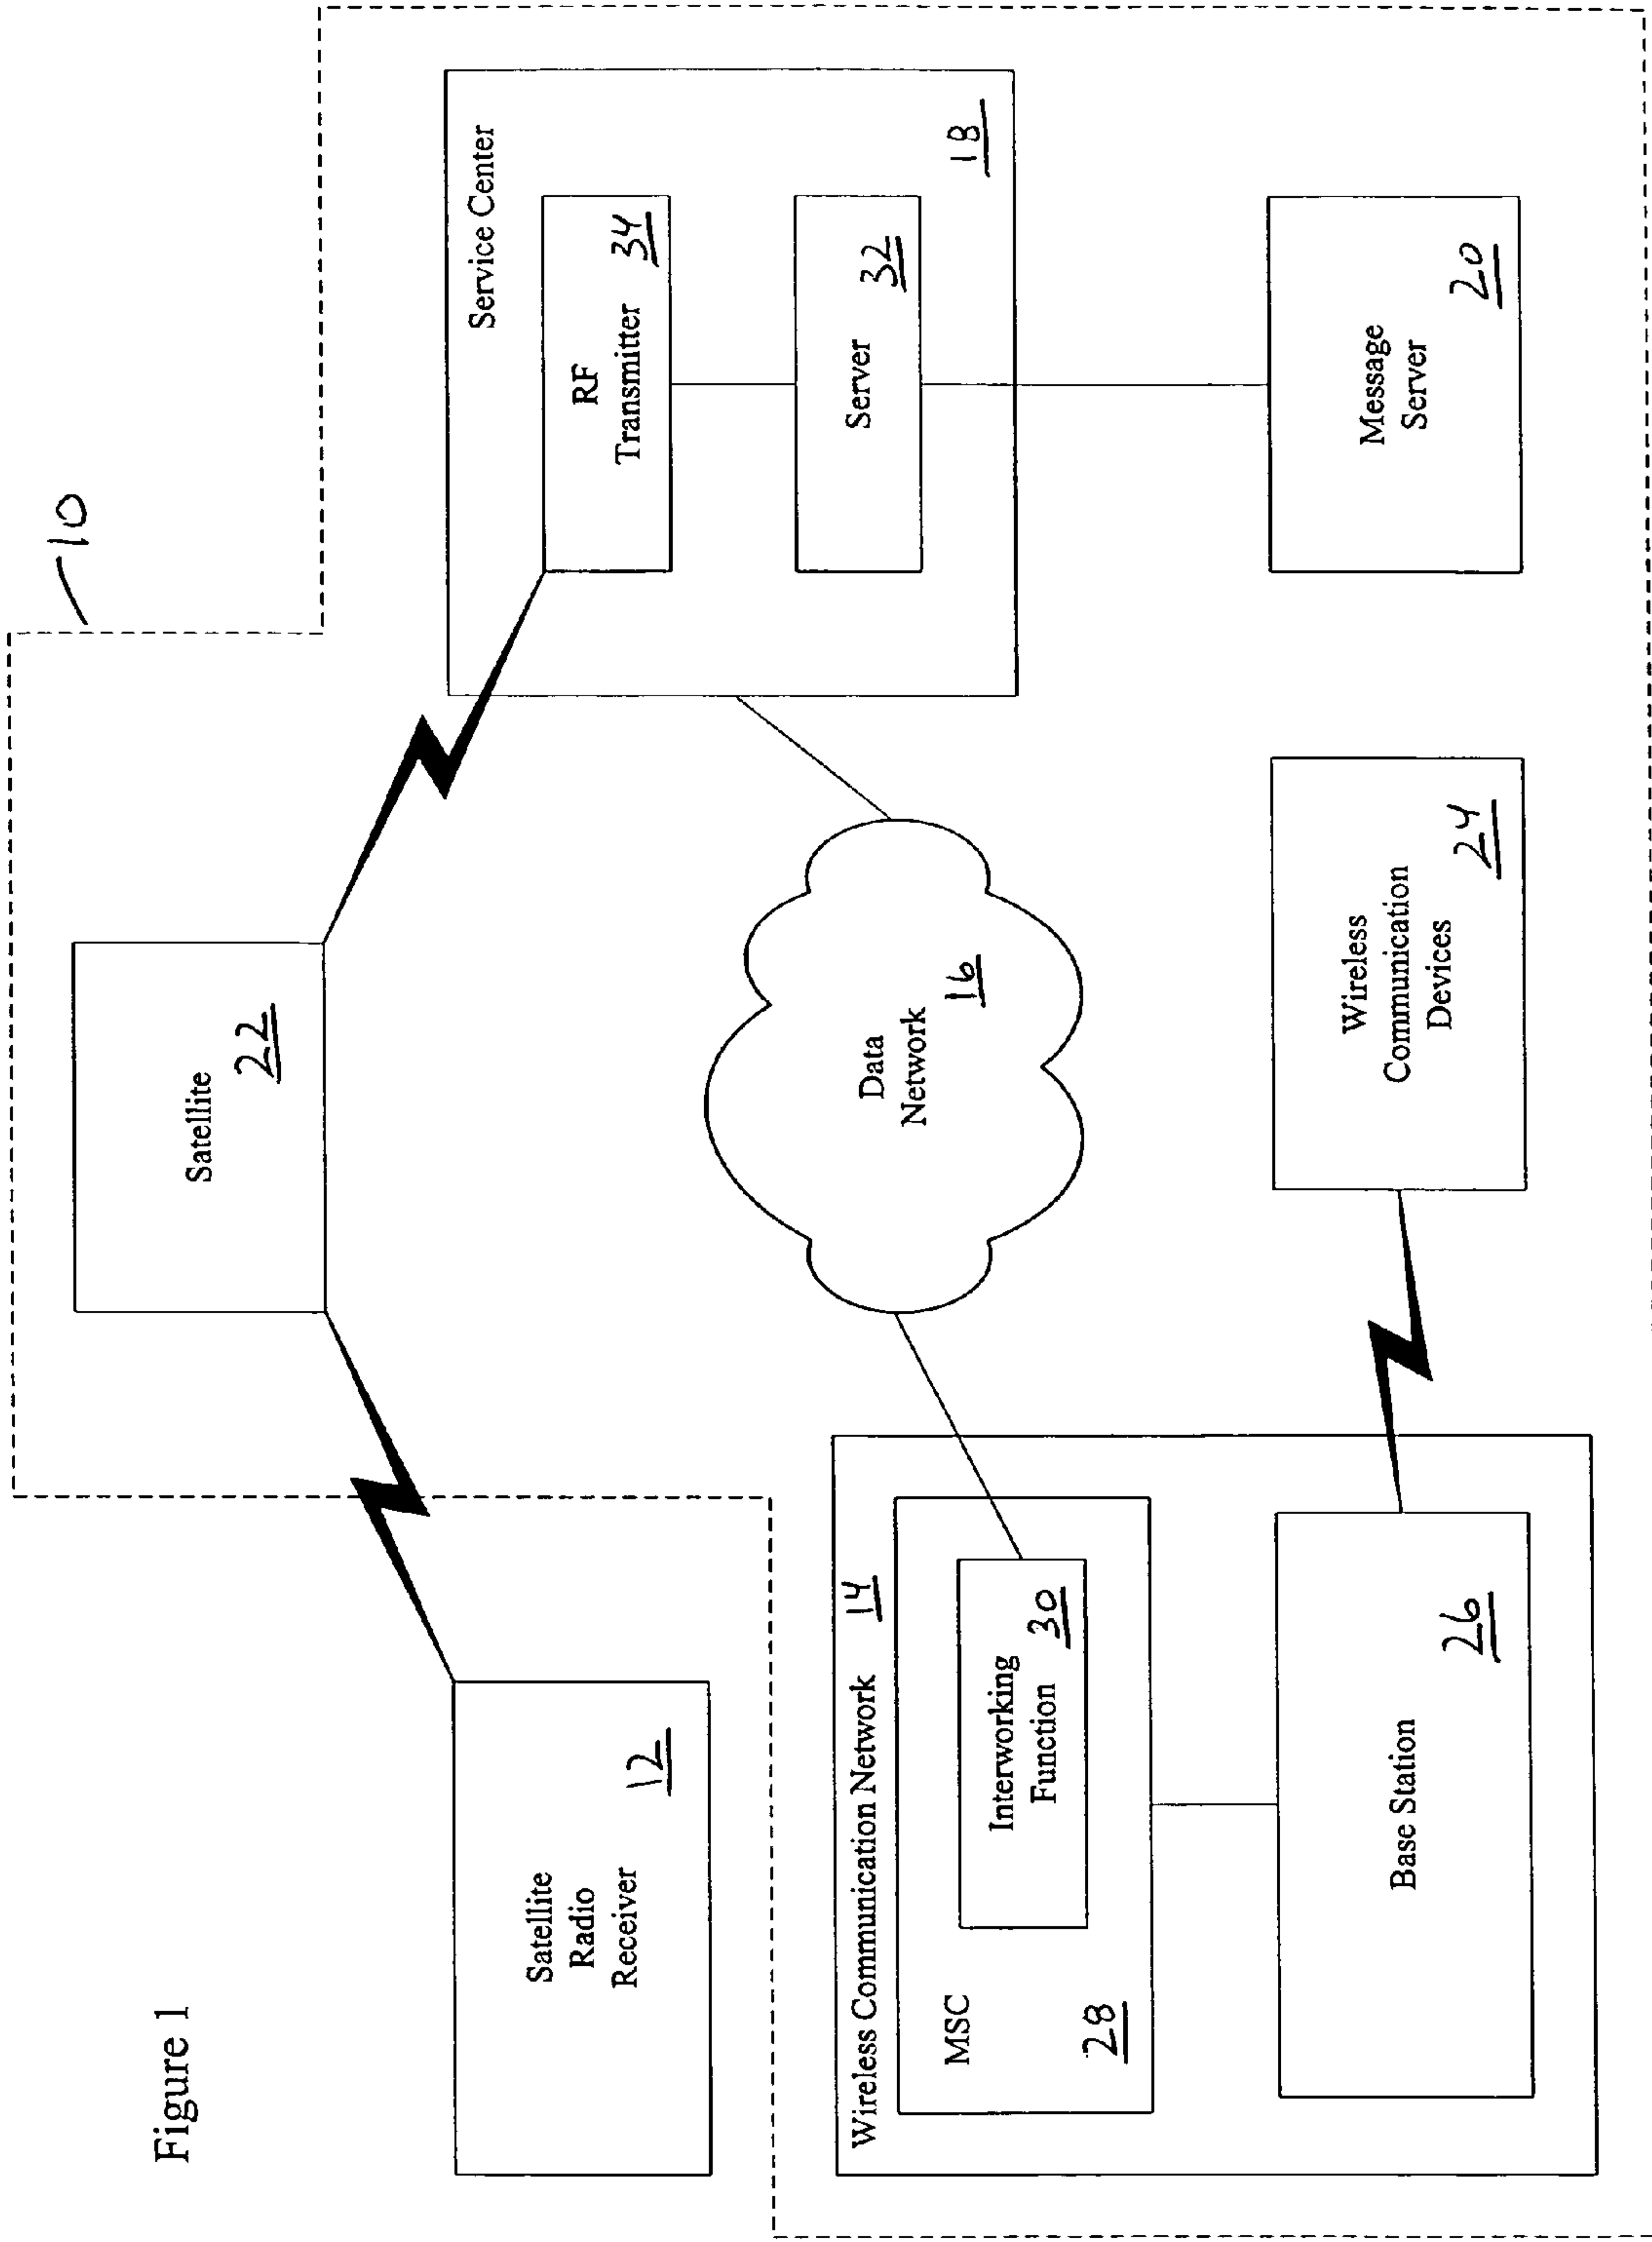 Figure 1
10
Satellite
22
Satellite
Radio
Receiver
12
Service Center
RF
Transmitter
34
Server
32
18
Data
Network
16
Wireless Communication Network
14
MSC
28
Interworking
Function
30
Base Station
26
Wireless
Communication
Devices
24
Message
Server
20